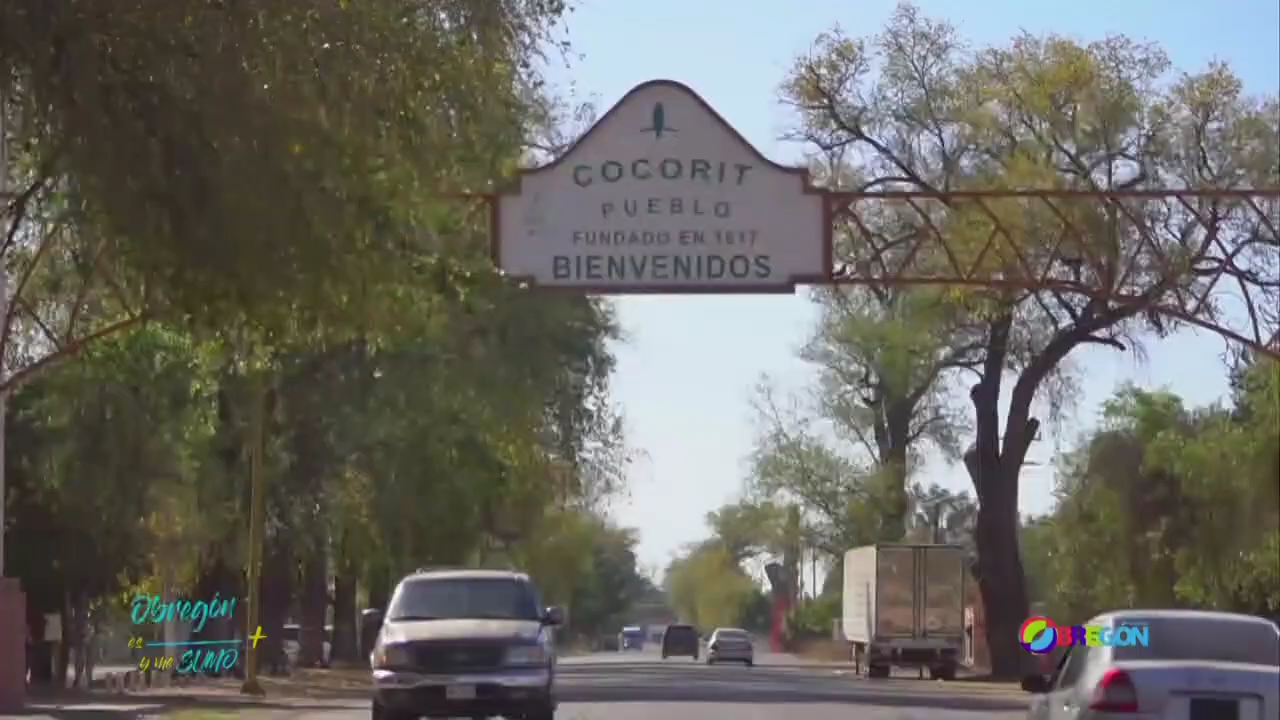 COCORIT
PUEBLO
FUNDADO EN 1617
BIENVENIDOS
Obregón
es +
y me SUMO
OBREGÓN